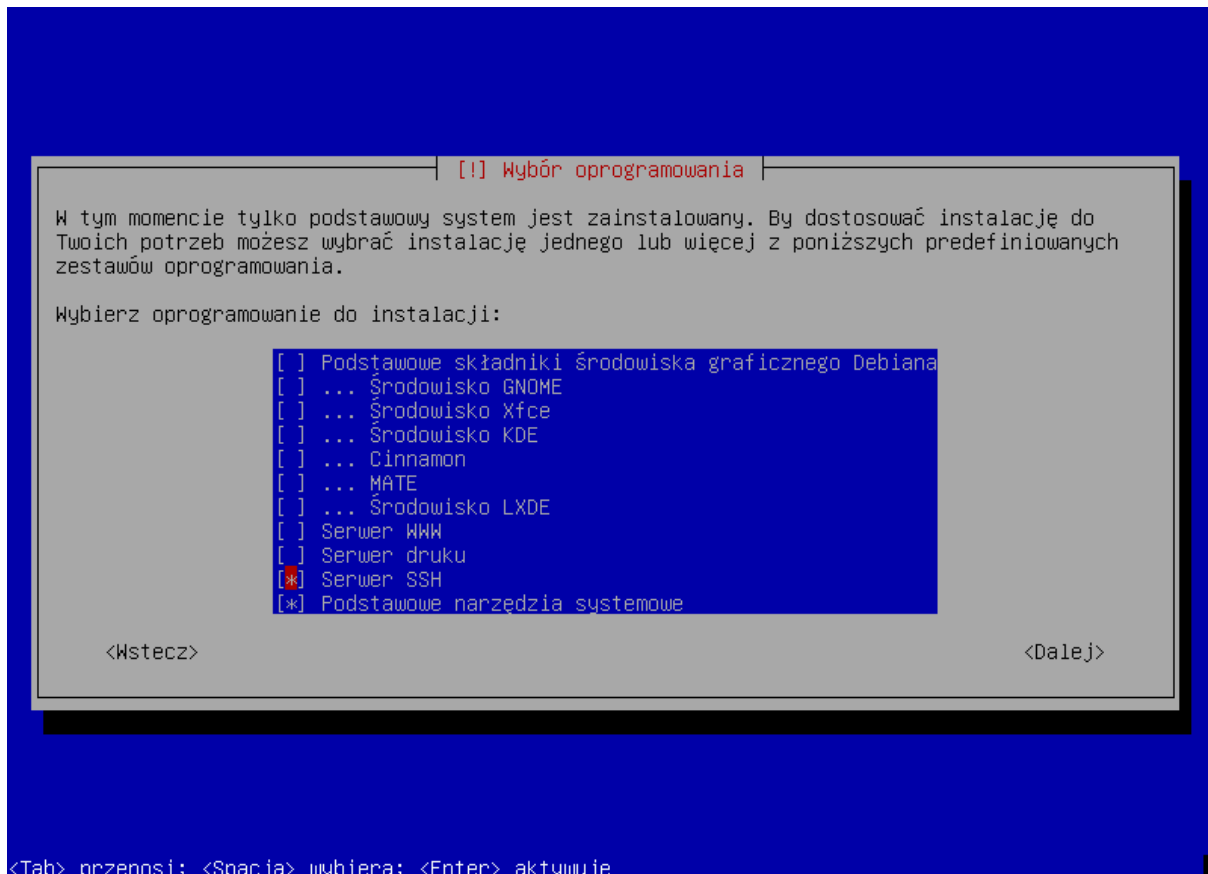 [!] Wybór oprogramowania
W tym momencie tylko podstawowy system jest zainstalowany. By dostosować instalację do
Twoich potrzeb możesz wybrać instalację jednego lub więcej z poniższych predefiniowanych
zestawów oprogramowania.
Wybierz oprogramowanie do instalacji:
[ ] Podstawowe składniki środowiska graficznego Debiana
[ ] ... Środowisko GNOME
[ ] ... Środowisko Xfce
[ ] ... Środowisko KDE
[ ] ... Cinnamon
[ ] ... MATE
[ ] ... Środowisko LXDE
[ ] Serwer WWW
[ ] Serwer druku
[*] Serwer SSH
[*] Podstawowe narzędzia systemowe
<Wstecz> <Dalej>
<Tab> przenosi; <Spacja> wybiera; <Enter> aktywuje